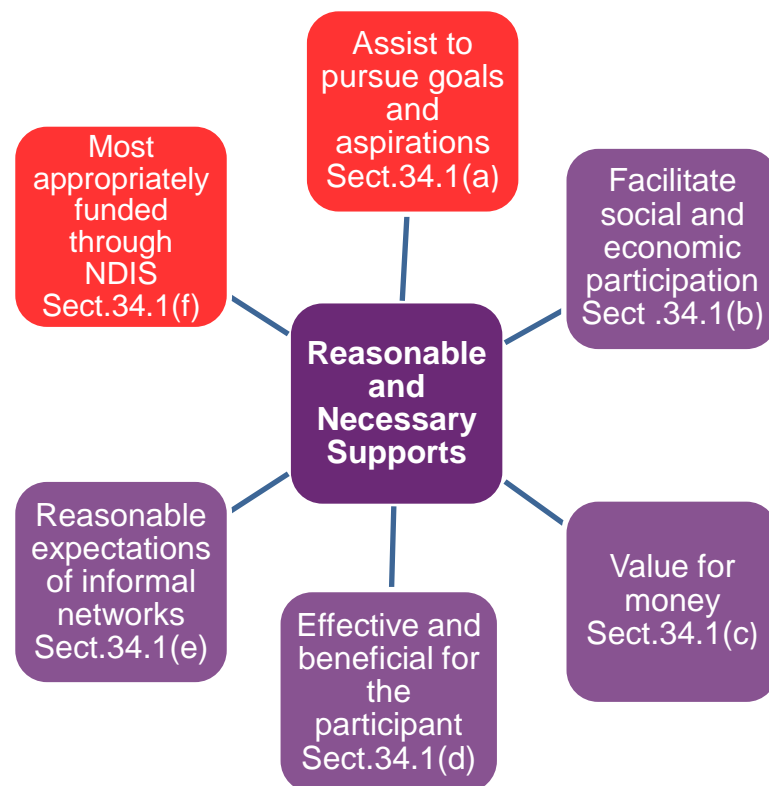 Assist to
pursue goals
and
aspirations
Sect.34.1(a)
Most
appropriately
funded
through
NDIS
Sect.34.1(f)
Facilitate
social and
economic
participation
Sect .34.1(b)
Reasonable
and
Necessary
Supports
Reasonable
expectations
of informal
networks
Sect.34.1(e)
Value for
money
Sect.34.1(c)
Effective and
beneficial for
the
participant
Sect.34.1(d)